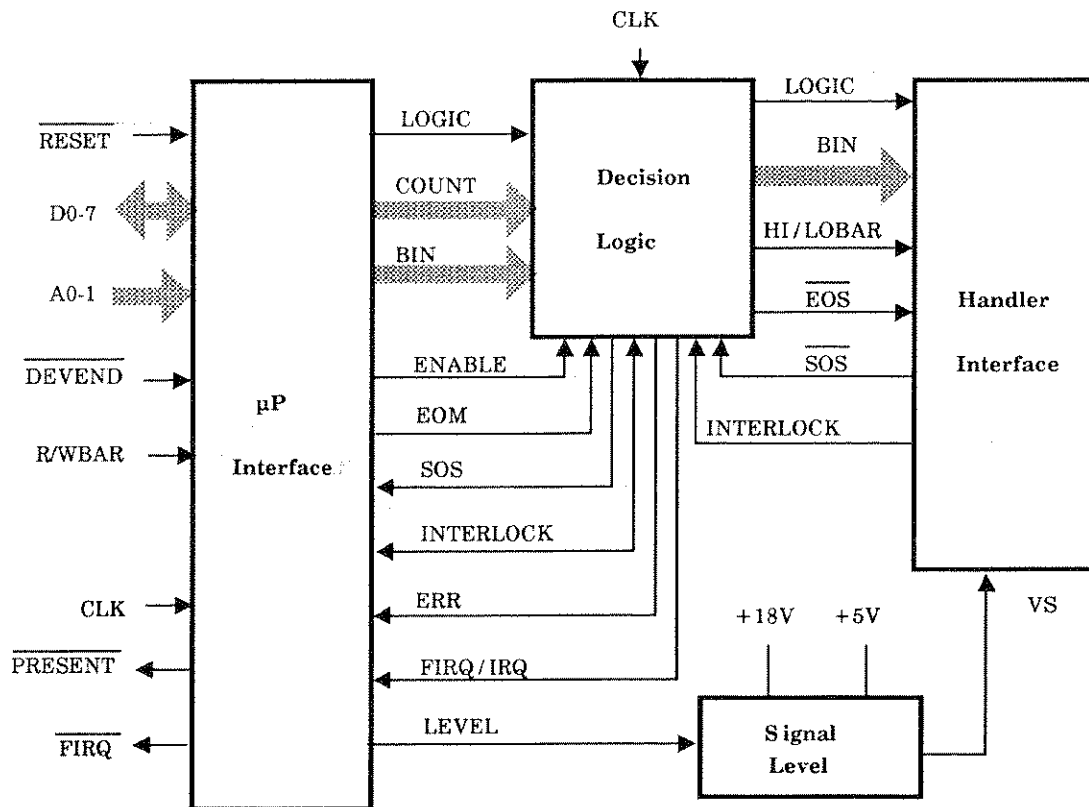 CLK
RESET
D0-7
A0-1
DEVEND
R/WBAR
CLK
PRESENT
FIRQ
µP
Interface
LOGIC
COUNT
BIN
ENABLE
EOM
SOS
INTERLOCK
ERR
FIRQ/IRQ
LEVEL
Decision
Logic
LOGIC
BIN
HI/LOBAR
EOS
SOS
INTERLOCK
Handler
Interface
+18V
+5V
VS
Signal
Level